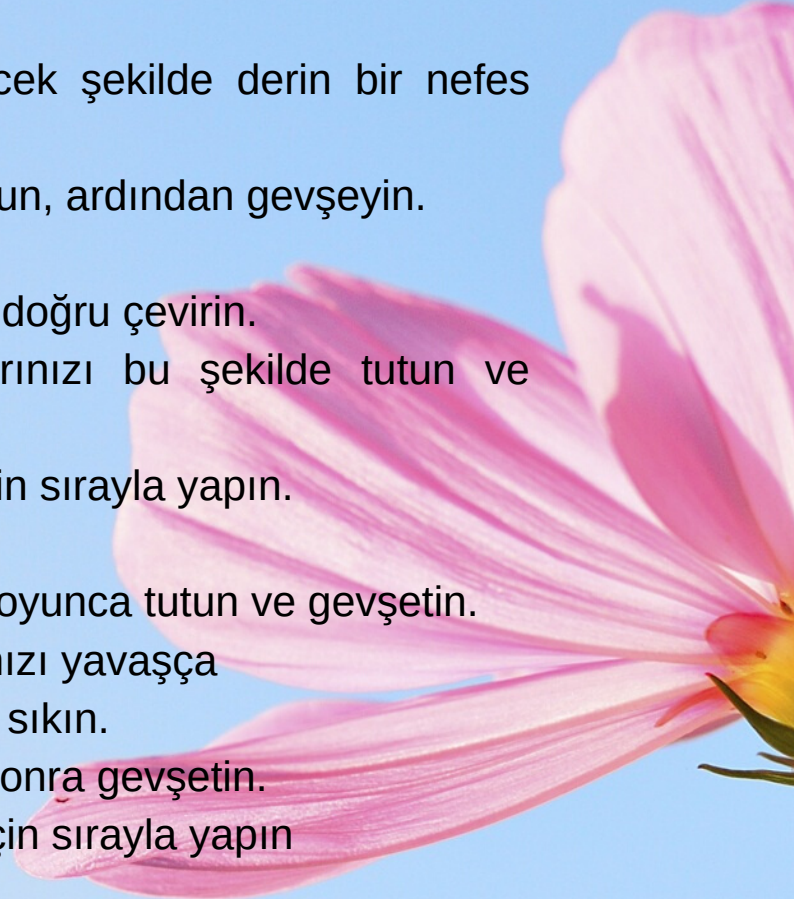 cek şekilde derin bir nefes
un, ardından gevşeyin.
doğru çevirin.
rınızı bu şekilde tutun ve
in sırayla yapın.
oyunca tutun ve gevşetin.
ızı yavaşça
sıkın.
onra gevşetin.
çin sırayla yapın